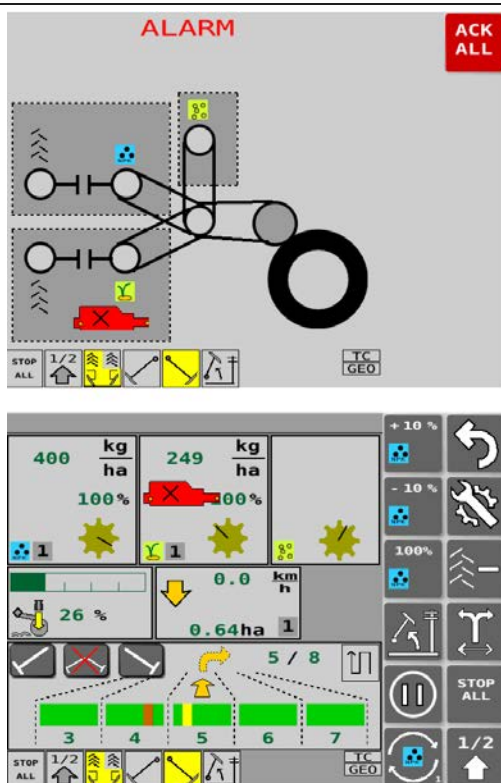 ALARM
ACK
ALL
STOP
ALL
1/2
TC
GEO
400 kg
ha
100%
1
249 kg
ha
100%
1
+10 %
- 10 %
100%
26 %
0.0 km
h
0.64ha 1
5 / 8
3 4 5 6 7
STOP
ALL
1/2
STOP
ALL
1/2
TC
GEO